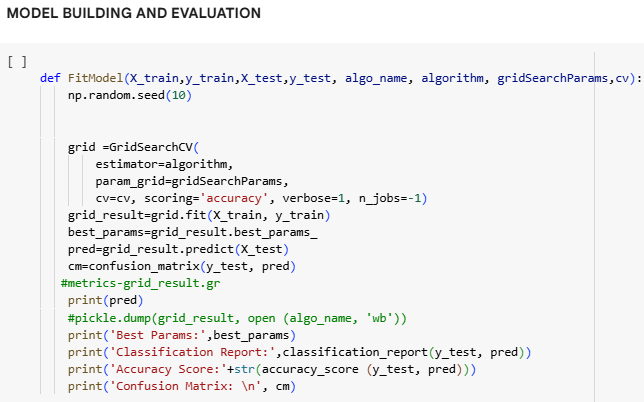 MODEL BUILDING AND EVALUATION
[ ]
def FitModel(X_train,y_train,X_test,y_test, algo_name, algorithm, gridSearchParams,cv):
np.random.seed(10)
grid =GridSearchCV(
estimator=algorithm,
param_grid=gridSearchParams,
cv=cv, scoring='accuracy', verbose=1, n_jobs=-1)
grid_result=grid.fit(X_train, y_train)
best_params=grid_result.best_params_
pred=grid_result.predict(X_test)
cm=confusion_matrix(y_test, pred)
#metrics-grid_result.gr
print(pred)
#pickle.dump(grid_result, open (algo_name, 'wb'))
print('Best Params:',best_params)
print('Classification Report:',classification_report(y_test, pred))
print('Accuracy Score:'+str(accuracy_score (y_test, pred)))
print('Confusion Matrix: \n', cm)